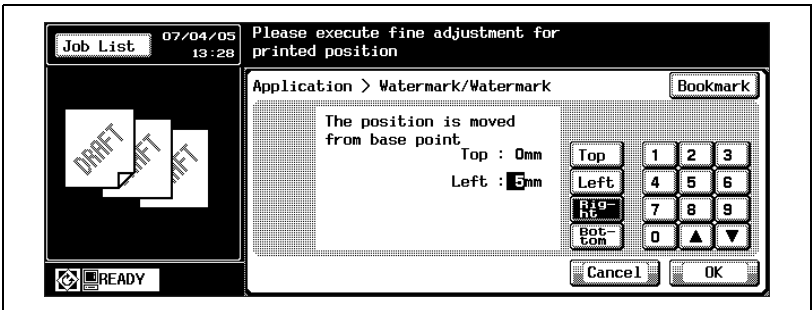 Job List
07/04/05
13:28
Please execute fine adjustment for
printed position
Application > Watermark/Watermark
Bookmark
The position is moved
from base point
Top : 0mm
Left : 5mm
Top
Left
Rig-
ht
Bot-
tom
1 2 3
4 5 6
7 8 9
0 ▲ ▼
DRAFT
DRAFT
DRAFT
READY
Cancel
OK